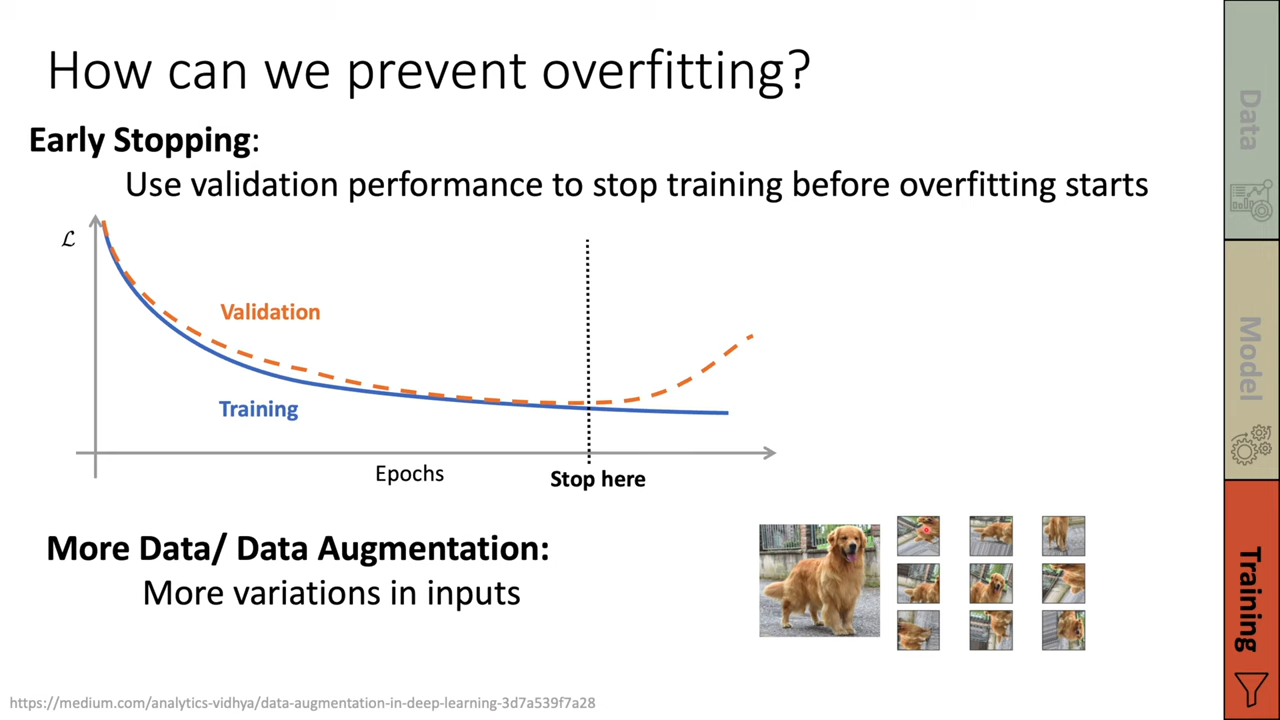 How can we prevent overfitting?
Early Stopping:
Use validation performance to stop training before overfitting starts
ℒ
Validation
Training
Epochs
Stop here
More Data/ Data Augmentation:
More variations in inputs
https://medium.com/analytics-vidhya/data-augmentation-in-deep-learning-3d7a539f7a28
Data
Model
Training